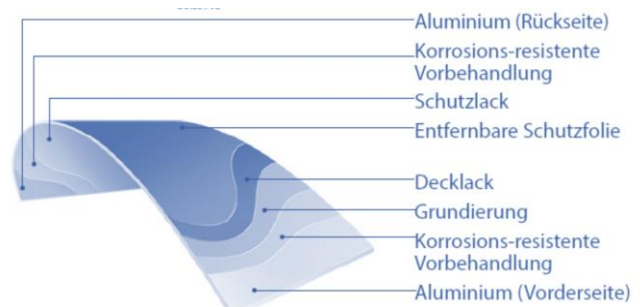 Aluminium (Rückseite)
Korrosions-resistente
Vorbehandlung
Schutzlack
Entfernbare Schutzfolie
Decklack
Grundierung
Korrosions-resistente
Vorbehandlung
Aluminium (Vorderseite)